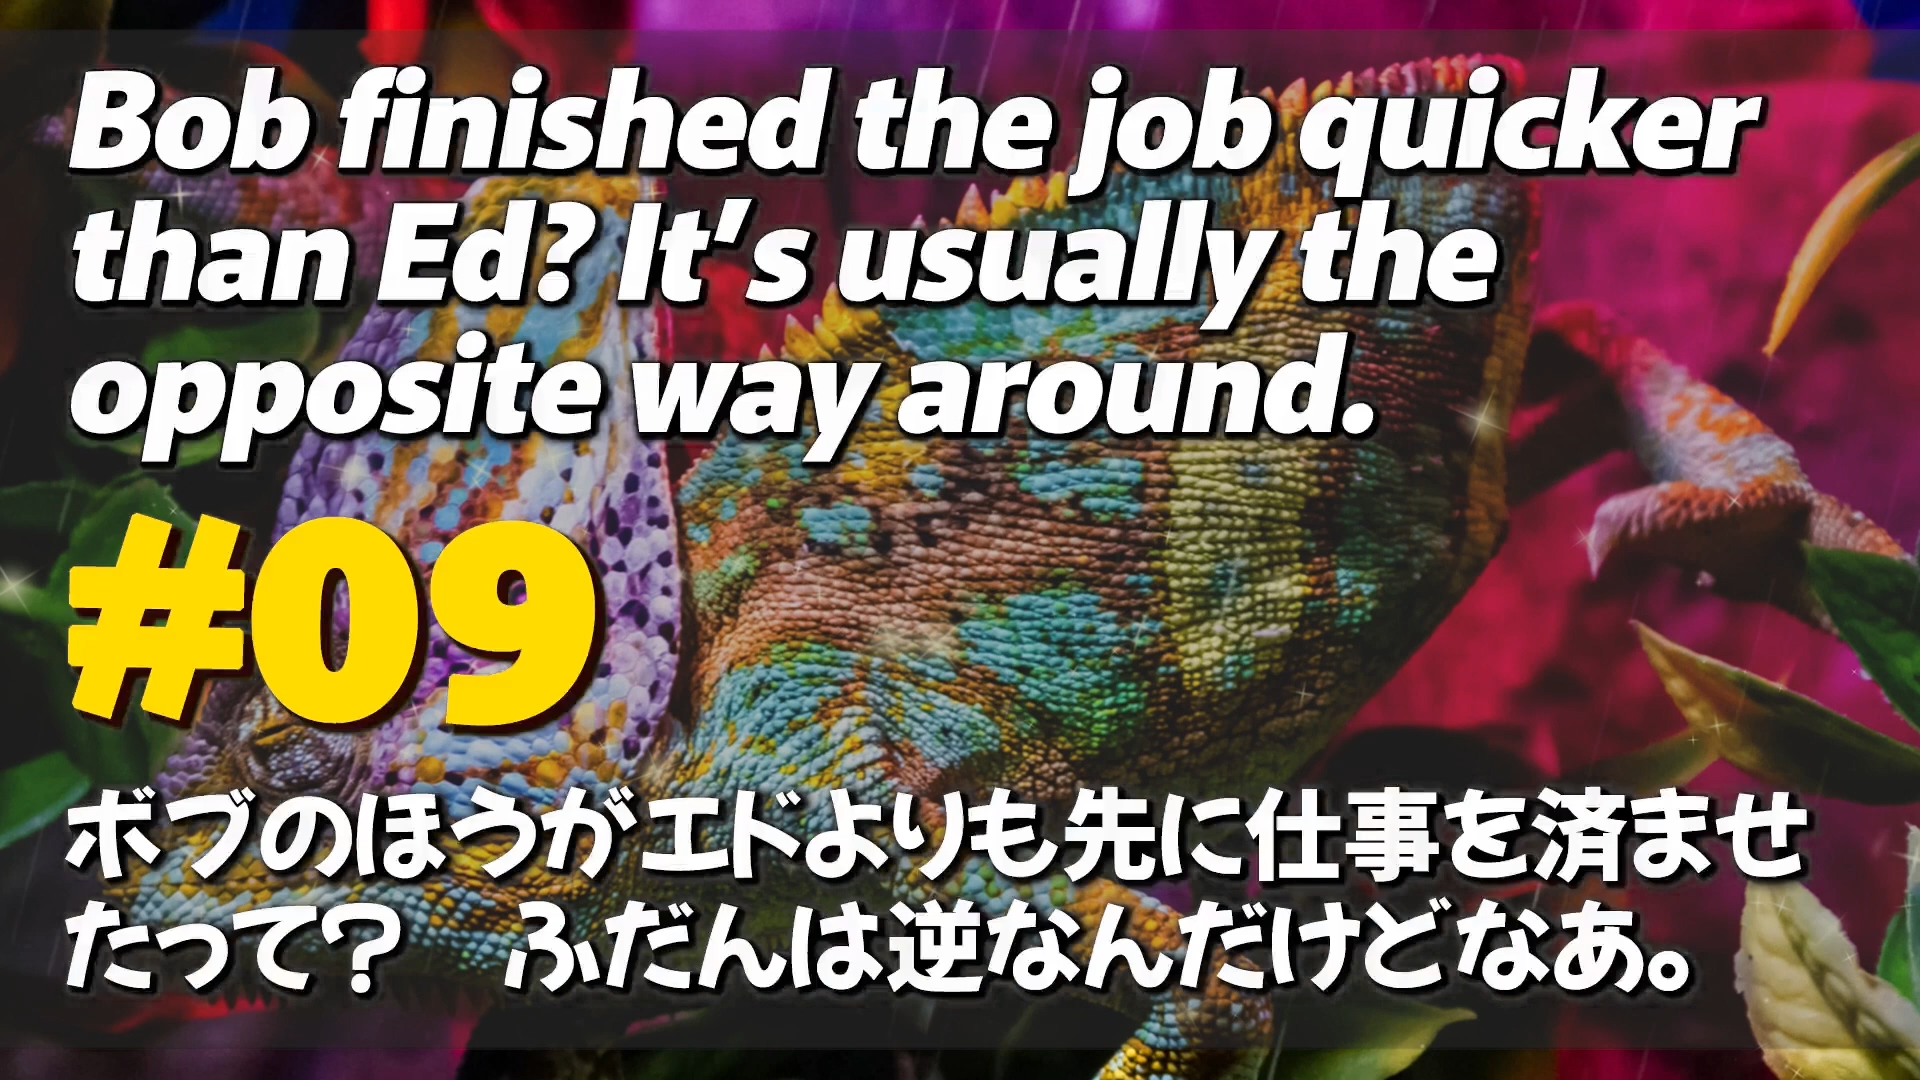 Bob finished the job quicker
than Ed? It's usually the
opposite way around.
#09
ボブのほうがエドよりも先に仕事を済ませ
たって?　ふだんは逆なんだけどなあ。